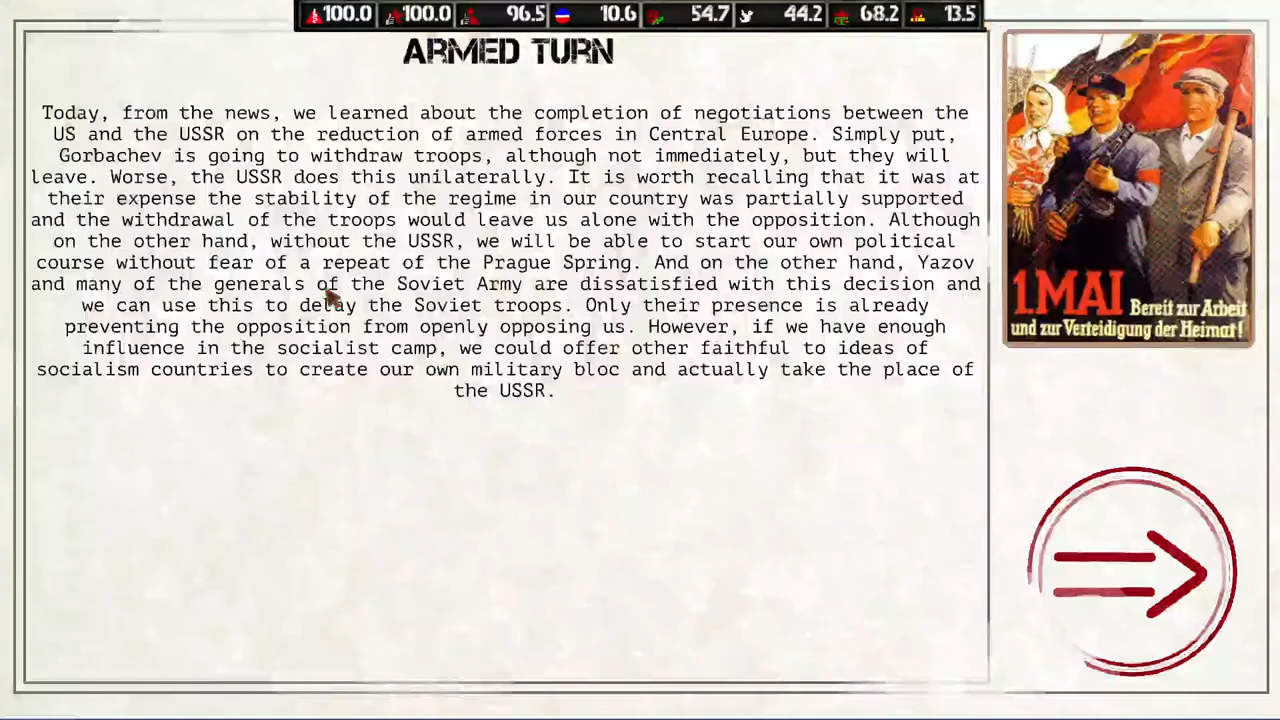 100.0 100.0 96.5 10.6 54.7 44.2 68.2 13.5
ARMED TURN
Today, from the news, we learned about the completion of negotiations between the
US and the USSR on the reduction of armed forces in Central Europe. Simply put,
Gorbachev is going to withdraw troops, although not immediately, but they will
leave. Worse, the USSR does this unilaterally. It is worth recalling that it was at
their expense the stability of the regime in our country was partially supported
and the withdrawal of the troops would leave us alone with the opposition. Although
on the other hand, without the USSR, we will be able to start our own political
course without fear of a repeat of the Prague Spring. And on the other hand, Yazov
and many of the generals of the Soviet Army are dissatisfied with this decision and
we can use this to delay the Soviet troops. Only their presence is already
preventing the opposition from openly opposing us. However, if we have enough
influence in the socialist camp, we could offer other faithful to ideas of
socialism countries to create our own military bloc and actually take the place of
the USSR.
1.MAI Bereit zur Arbeit
und zur Verteidigung der Heimat!